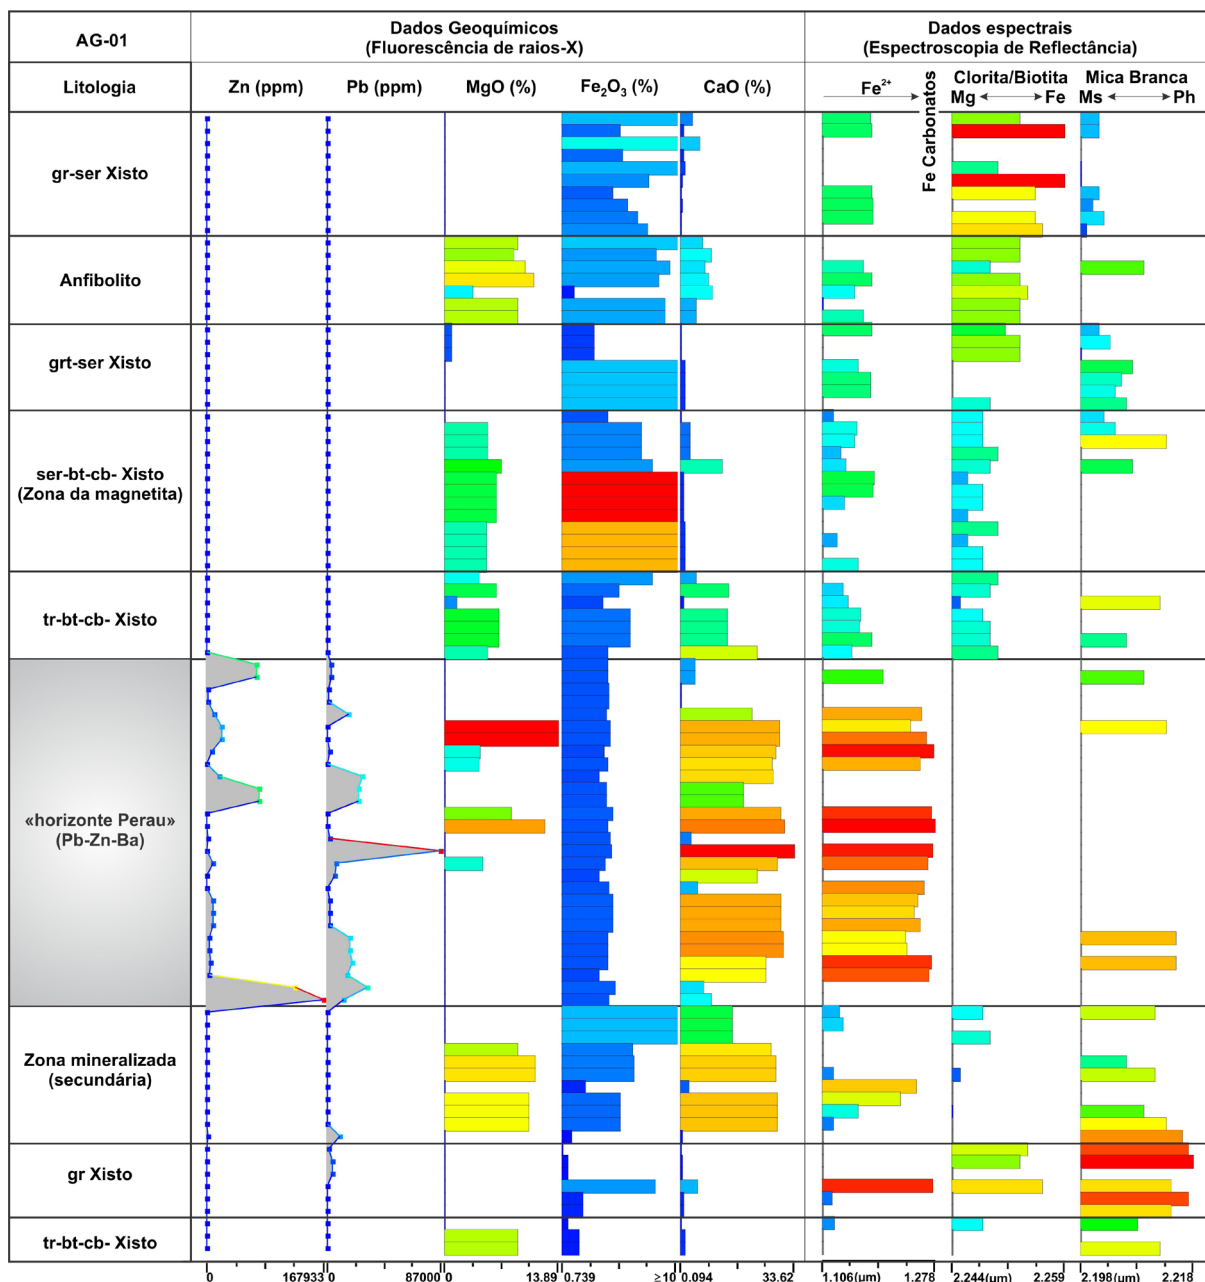 AG-01
Dados Geoquímicos
(Fluorescência de raios-X)
Dados espectrais
(Espectroscopia de Reflectância)
Litologia
Zn (ppm)
Pb (ppm)
MgO (%)
Fe₂O₃ (%)
CaO (%)
Fe²⁺
Fe Carbonatos
Clorita/Biotita
Mg Fe
Mica Branca
Ms Ph
gr-ser Xisto
Anfibolito
grt-ser Xisto
ser-bt-cb- Xisto
(Zona da magnetita)
tr-bt-cb- Xisto
«horizonte Perau»
(Pb-Zn-Ba)
Zona mineralizada
(secundária)
gr Xisto
tr-bt-cb- Xisto
0 167933 0 87000 0 13.89 0.739 ≥10 0.094 33.62 1.106(um) 1.278 2.244(um) 2.259 2.198 (um) 2.218